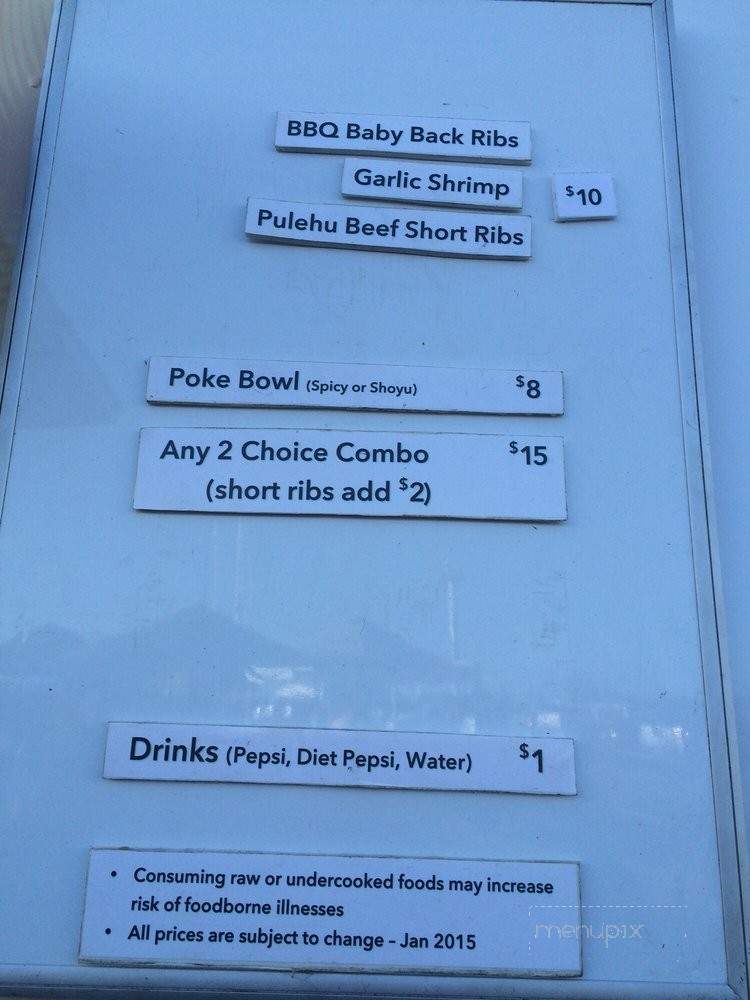 BBQ Baby Back Ribs
Garlic Shrimp
$10
Pulehu Beef Short Ribs
Poke Bowl (Spicy or Shoyu) $8
Any 2 Choice Combo $15
(short ribs add $2)
Drinks (Pepsi, Diet Pepsi, Water) $1
• Consuming raw or undercooked foods may increase
risk of foodborne illnesses
• All prices are subject to change - Jan 2015
menupix